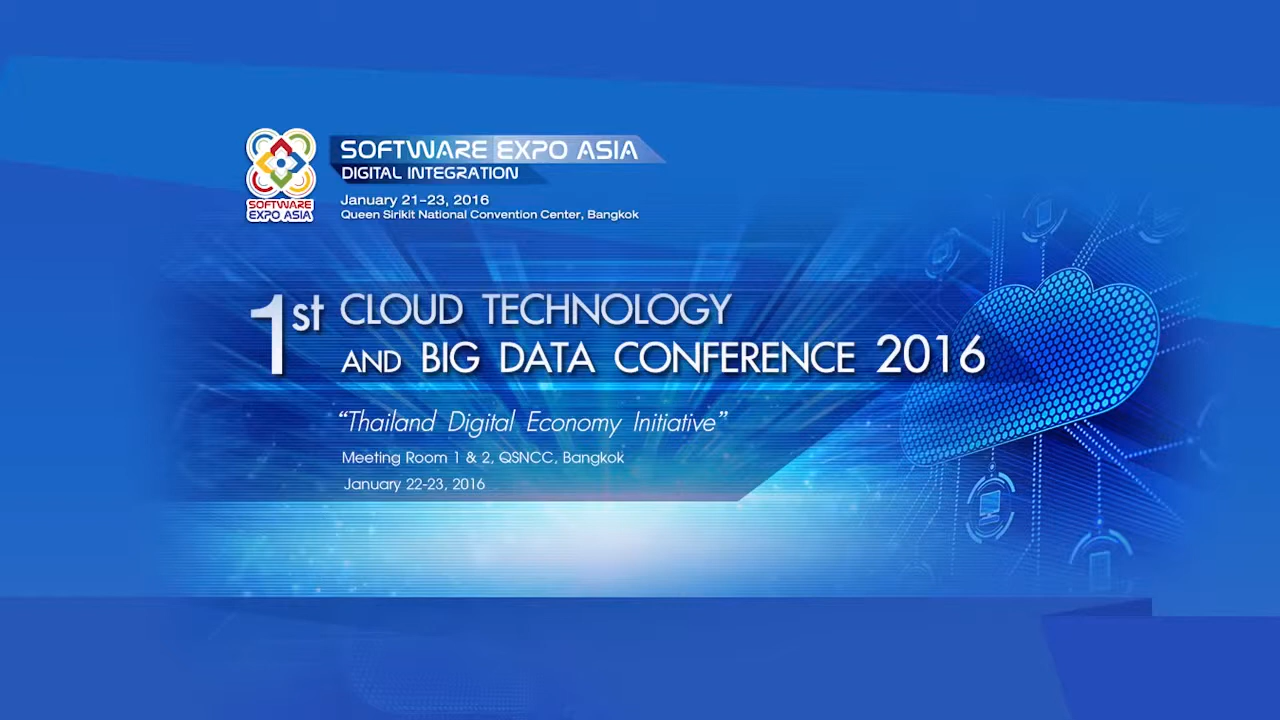 SOFTWARE EXPO ASIA
DIGITAL INTEGRATION
January 21-23, 2016
Queen Sirikit National Convention Center, Bangkok
SOFTWARE
EXPO ASIA
1st CLOUD TECHNOLOGY
AND BIG DATA CONFERENCE 2016
“Thailand Digital Economy Initiative”
Meeting Room 1 & 2, QSNCC, Bangkok
January 22-23, 2016